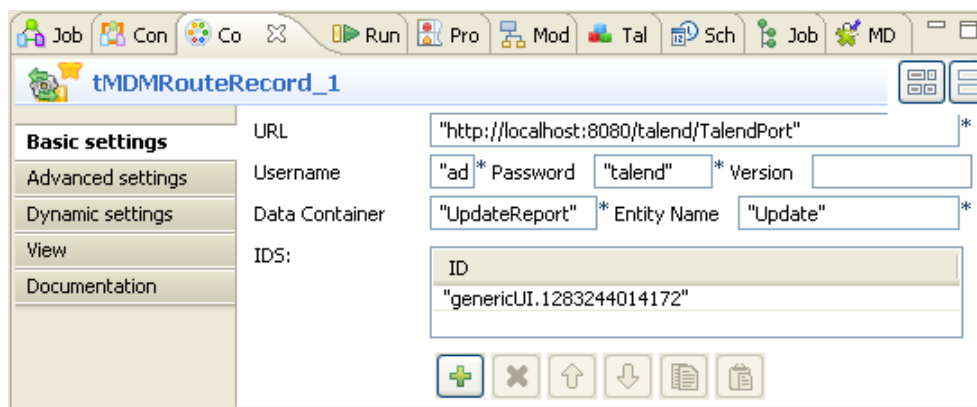 Job Con Co Run Pro Mod Tal Sch Job MD
tMDMRouteRecord_1
Basic settings
Advanced settings
Dynamic settings
View
Documentation
URL "http://localhost:8080/talend/TalendPort" *
Username "ad * Password "talend" * Version
Data Container "UpdateReport" * Entity Name "Update" *
IDS:
ID
"genericUI.1283244014172"